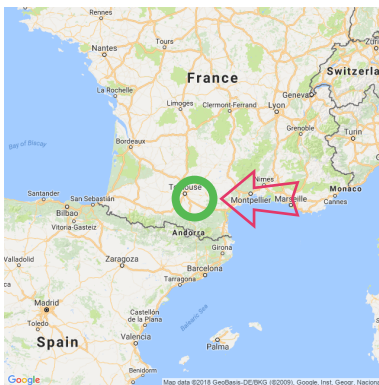 Rennes
Nantes
Tours
France
Switzerla
Geneva
La Rochelle
Limoges
Clermont-Ferrand
Lyon
Grenoble
Turin
Bay of Biscay
Bordeaux
Nimes
Monaco
Toulouse
Montpellier
Marseille
Cannes
Santander
San Sebastián
Bilbao
Vitoria-Gasteiz
Andorra
Girona
Valladolid
Zaragoza
Barcelona
Tarragona
Madrid
Castellón
de la Plana
Balearic Sea
Toledo
Spain
Valencia
Palma
Benidorm
Google
Map data ©2018 GeoBasis-DE/BKG (©2009), Google, Inst. Geogr. Nacion